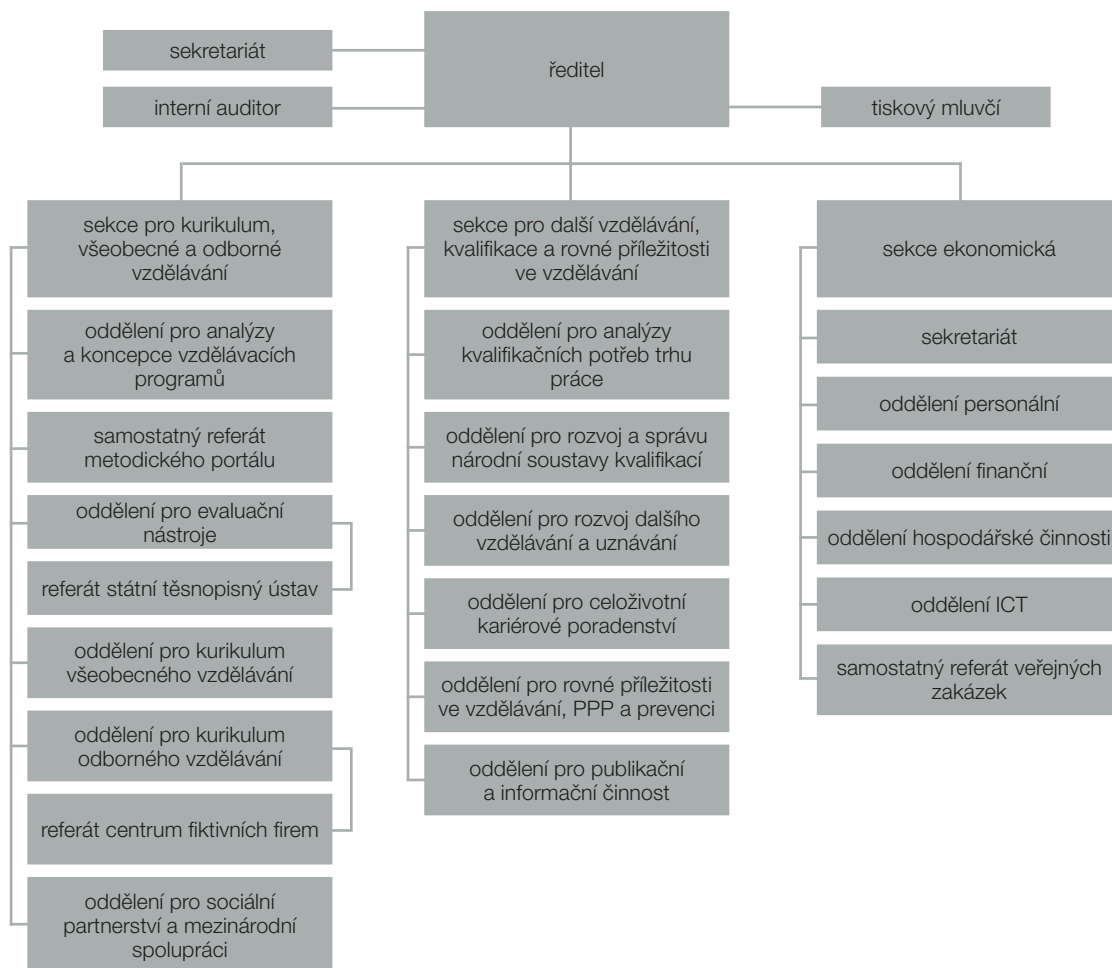 sekretariát
ředitel
interní auditor
tiskový mluvčí
sekce pro kurikulum,
všeobecné a odborné
vzdělávání
oddělení pro analýzy
a koncepce vzdělávacích
programů
samostatný referát
metodického portálu
oddělení pro evaluační
nástroje
referát státní těsnopisný ústav
oddělení pro kurikulum
všeobecného vzdělávání
oddělení pro kurikulum
odborného vzdělávání
referát centrum fiktivních firem
oddělení pro sociální
partnerství a mezinárodní
spolupráci
sekce pro další vzdělávání,
kvalifikace a rovné příležitosti
ve vzdělávání
oddělení pro analýzy
kvalifikačních potřeb trhu
práce
oddělení pro rozvoj a správu
národní soustavy kvalifikací
oddělení pro rozvoj dalšího
vzdělávání a uznávání
oddělení pro celoživotní
kariérové poradenství
oddělení pro rovné příležitosti
ve vzdělávání, PPP a prevenci
oddělení pro publikační
a informační činnost
sekce ekonomická
sekretariát
oddělení personální
oddělení finanční
oddělení hospodářské činnosti
oddělení ICT
samostatný referát veřejných
zakázek